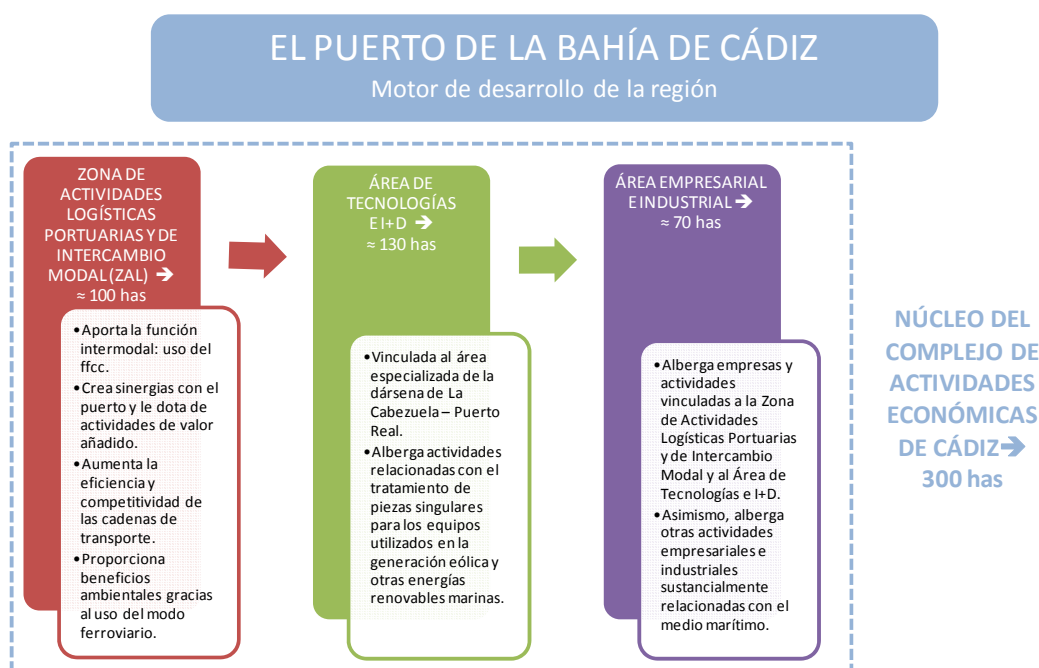 EL PUERTO DE LA BAHÍA DE CÁDIZ
Motor de desarrollo de la región
ZONA DE
ACTIVIDADES
LOGÍSTICAS
PORTUARIAS Y DE
INTERCAMBIO
MODAL (ZAL) ➔
≈ 100 has
•Aporta la función
intermodal: uso del
ffcc.
•Crea sinergias con el
puerto y le dota de
actividades de valor
añadido.
•Aumenta la
eficiencia y
competitividad de
las cadenas de
transporte.
•Proporciona
beneficios
ambientales gracias
al uso del modo
ferroviario.
ÁREA DE
TECNOLOGÍAS
E I+D ➔
≈ 130 has
•Vinculada al área
especializada de la
dársena de La
Cabezuela – Puerto
Real.
•Alberga actividades
relacionadas con el
tratamiento de
piezas singulares
para los equipos
utilizados en la
generación eólica y
otras energías
renovables marinas.
ÁREA EMPRESARIAL
E INDUSTRIAL ➔
≈ 70 has
•Alberga empresas y
actividades
vinculadas a la Zona
de Actividades
Logísticas Portuarias
y de Intercambio
Modal y al Área de
Tecnologías e I+D.
•Asimismo, alberga
otras actividades
empresariales e
industriales
sustancialmente
relacionadas con el
medio marítimo.
NÚCLEO DEL
COMPLEJO DE
ACTIVIDADES
ECONÓMICAS
DE CÁDIZ ➔
300 has